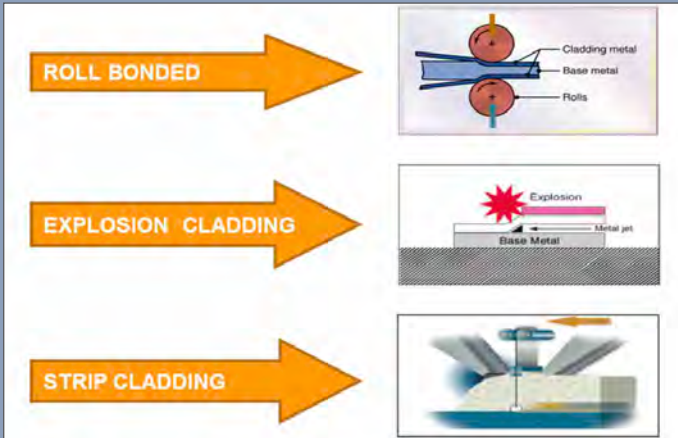 ROLL BONDED
Cladding metal
Base metal
Rolls
EXPLOSION CLADDING
Explosion
Metal jet
Base Metal
STRIP CLADDING